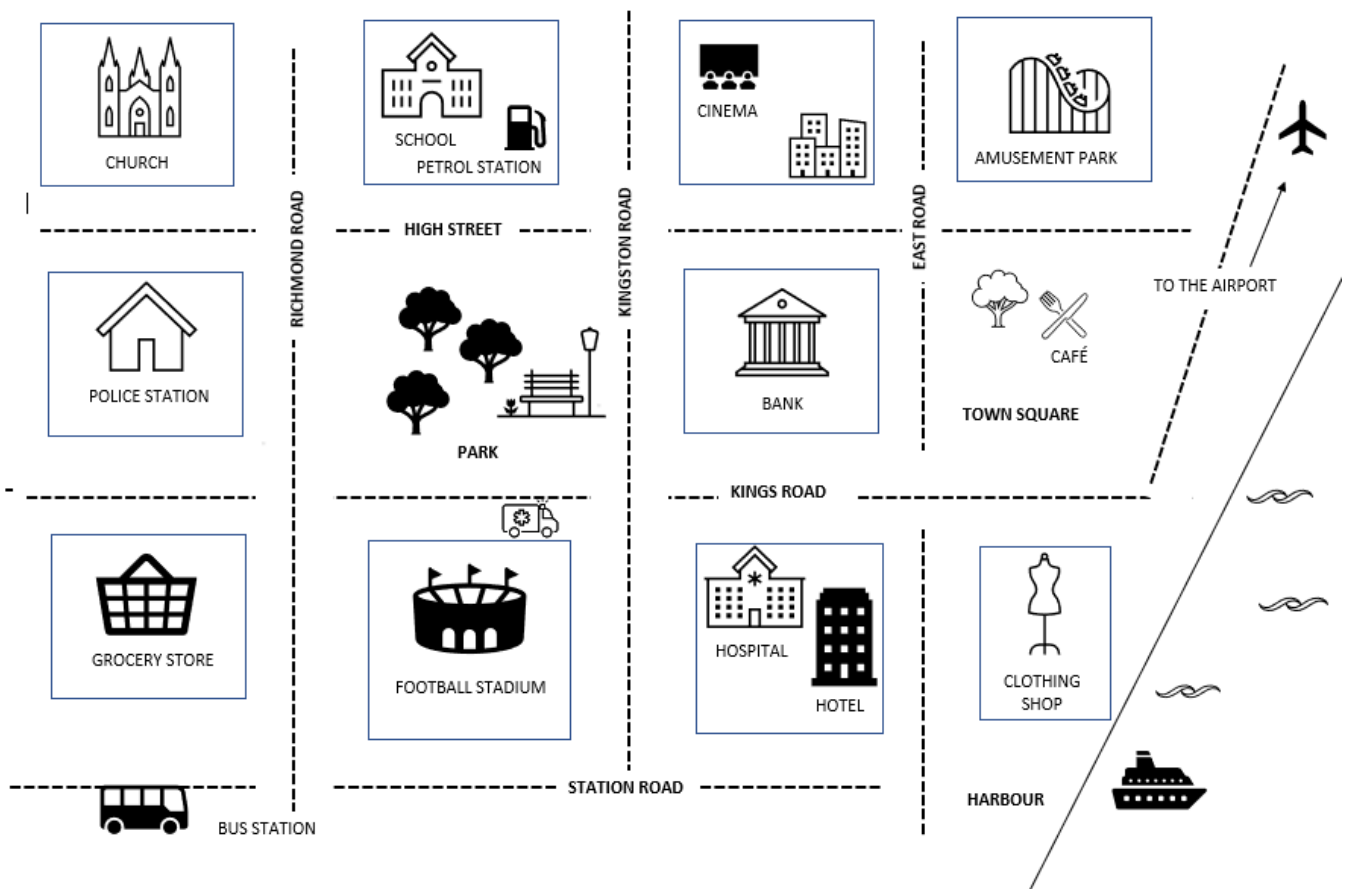 CHURCH
SCHOOL
PETROL STATION
CINEMA
AMUSEMENT PARK
RICHMOND ROAD
HIGH STREET
KINGSTON ROAD
EAST ROAD
TO THE AIRPORT
POLICE STATION
PARK
BANK
CAFÉ
TOWN SQUARE
KINGS ROAD
GROCERY STORE
FOOTBALL STADIUM
HOSPITAL
HOTEL
CLOTHING
SHOP
BUS STATION
STATION ROAD
HARBOUR